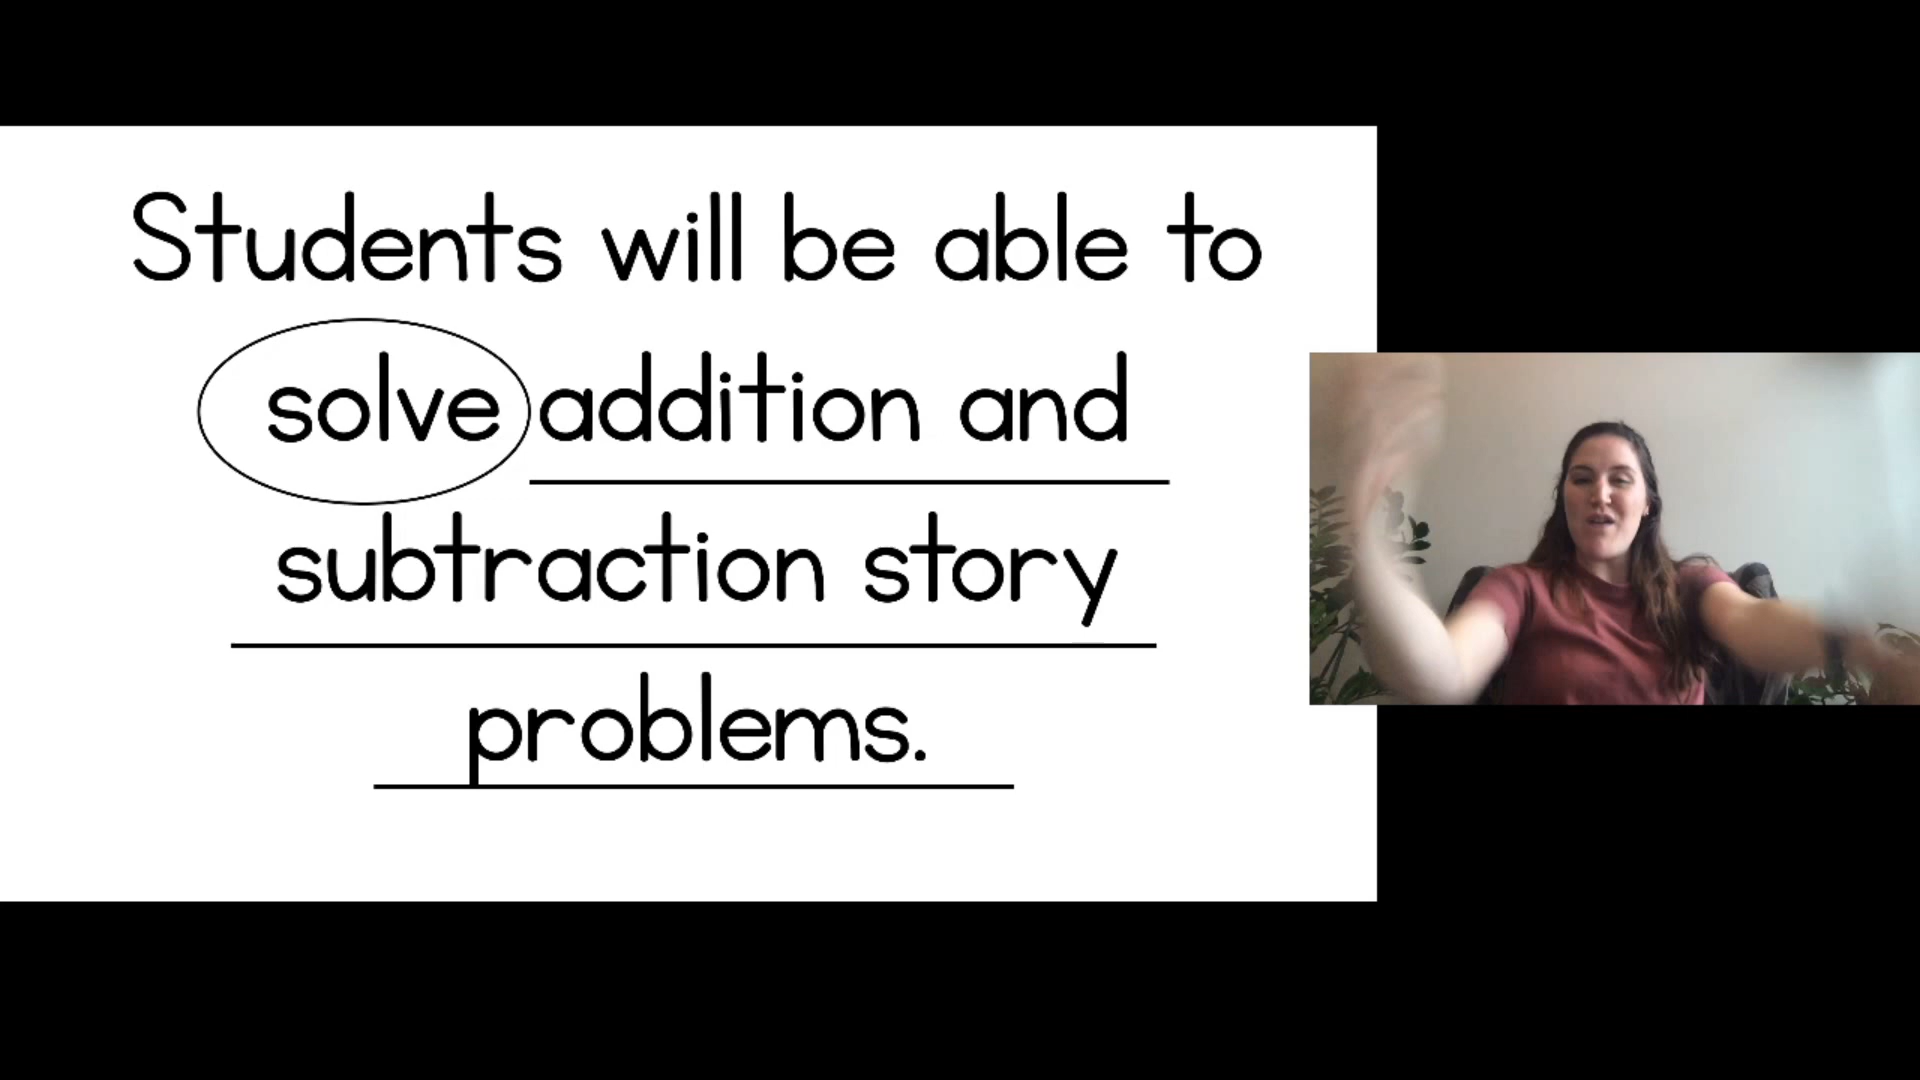 Students will be able to
solve addition and
subtraction story
problems.